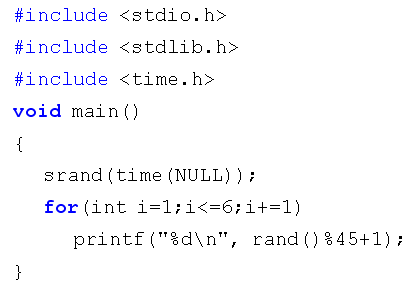 #include <stdio.h>
#include <stdlib.h>
#include <time.h>
void main()
{
srand(time(NULL));
for(int i=1;i<=6;i+=1)
printf("%d\n", rand()%45+1);
}